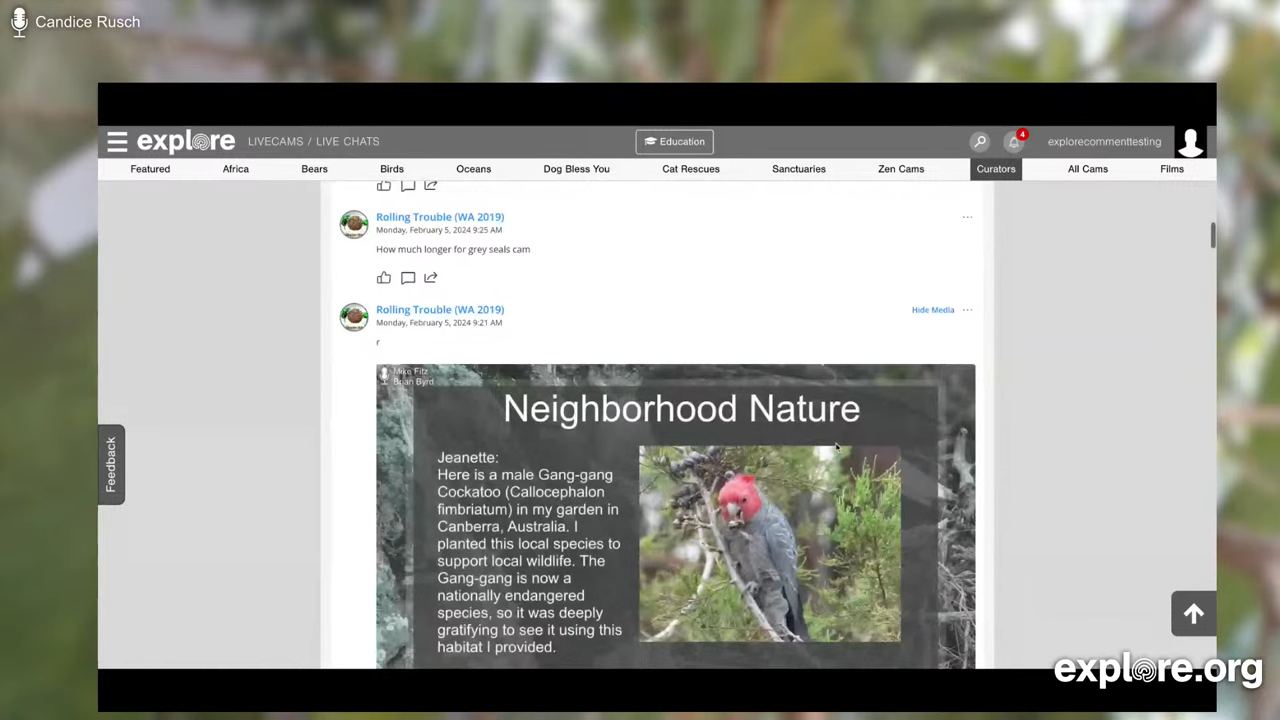 Candice Rusch
explore LIVECAMS / LIVE CHATS Education 4 explorecommenttesting
Featured Africa Bears Birds Oceans Dog Bless You Cat Rescues Sanctuaries Zen Cams Curators All Cams Films
Rolling Trouble (WA 2019)
Monday, February 5, 2024 9:25 AM
How much longer for grey seals cam
Rolling Trouble (WA 2019) Hide Media
Monday, February 5, 2024 9:21 AM
r
Mike Fitz
Brian Byrd
Neighborhood Nature
Jeanette:
Here is a male Gang-gang
Cockatoo (Callocephalon
fimbriatum) in my garden in
Canberra, Australia. I
planted this local species to
support local wildlife. The
Gang-gang is now a
nationally endangered
species, so it was deeply
gratifying to see it using this
habitat I provided.
Feedback
explore.org